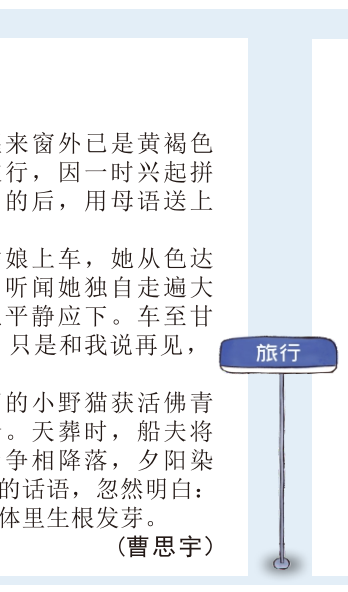 来窗外已是黄褐色
行，因一时兴起拼
的后，用母语送上
娘上车，她从色达
听闻她独自走遍大
平静应下。车至甘
只是和我说再见，
的小野猫获活佛青
。天葬时，船夫将
争相降落，夕阳染
的话语，忽然明白：
体里生根发芽。
（曹思宇）
旅行